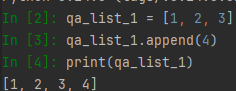 In [2]: qa_list_1 = [1, 2, 3]
In [3]: qa_list_1.append(4)
In [4]: print(qa_list_1)
[1, 2, 3, 4]